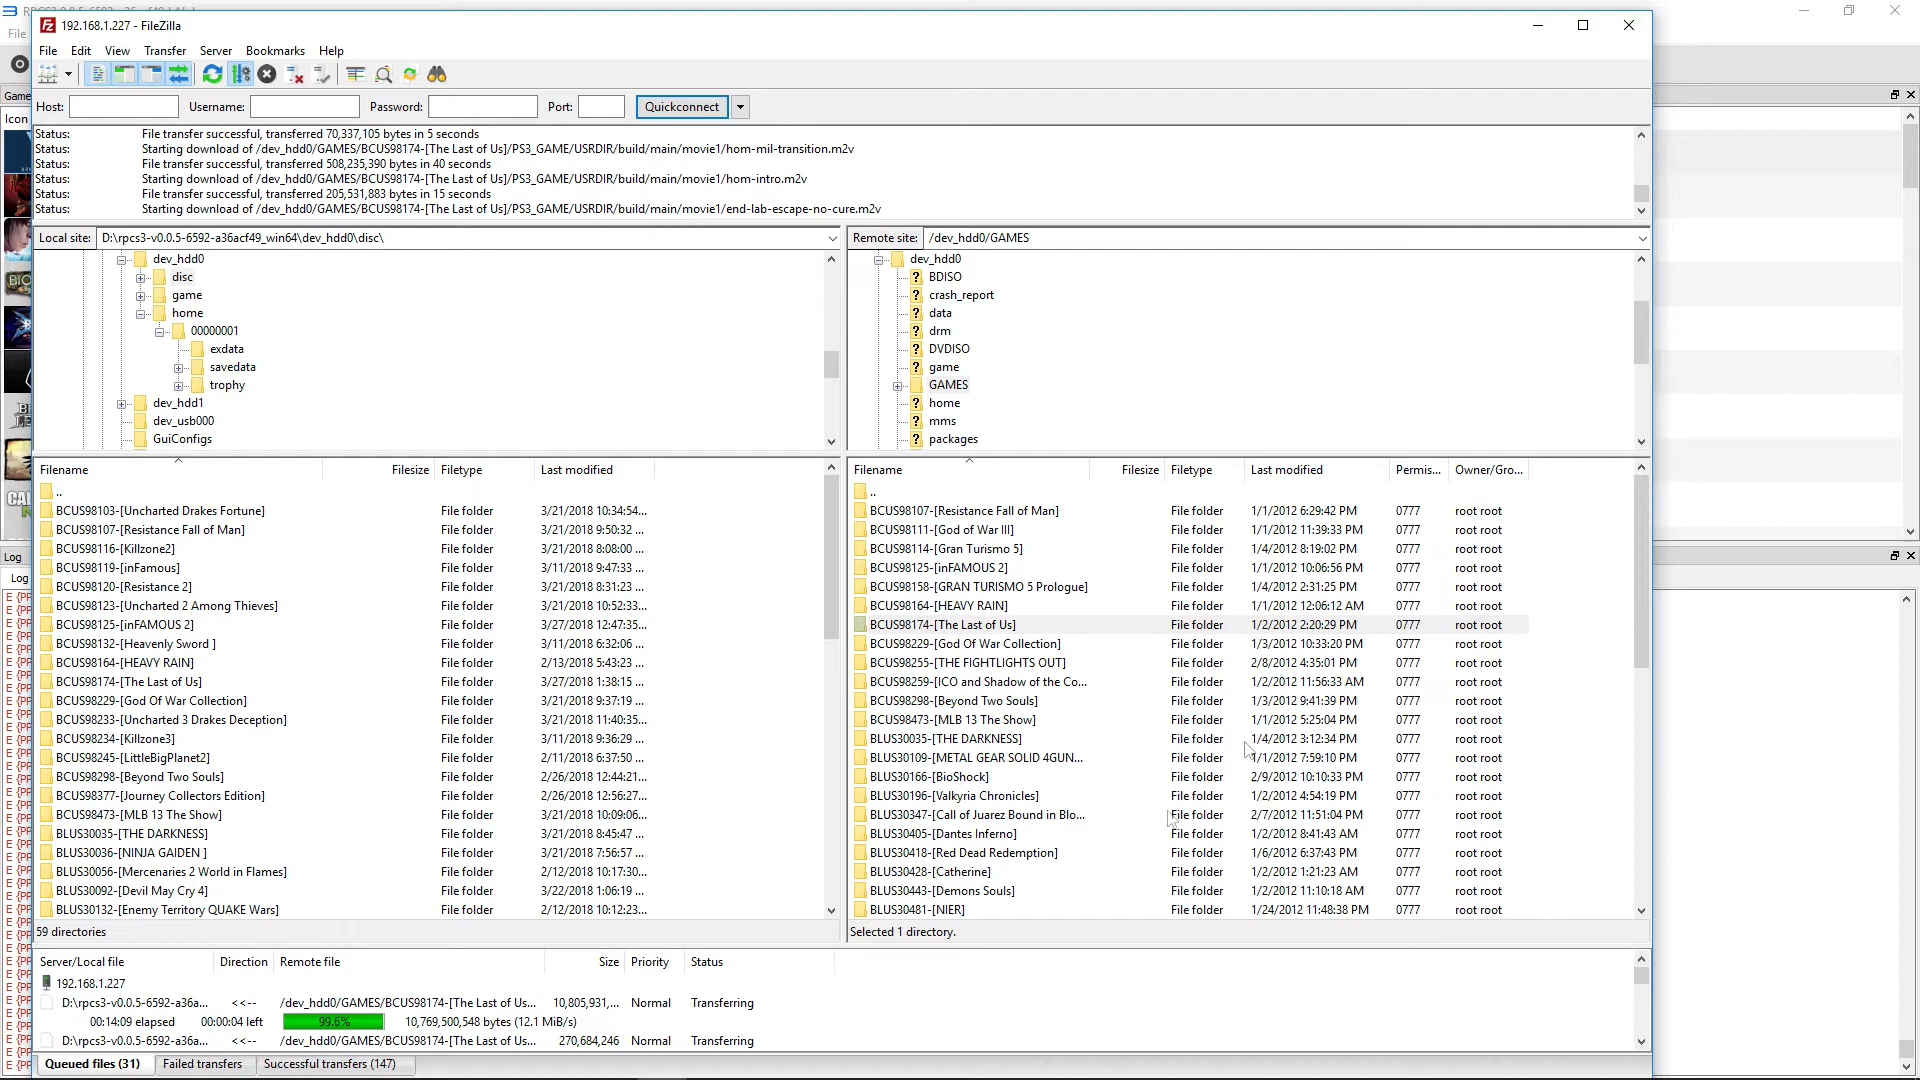 192.168.1.227 - FileZilla
File Edit View Transfer Server Bookmarks Help
Host: Username: Password: Port: Quickconnect
Status: File transfer successful, transferred 70,337,105 bytes in 5 seconds
Status: Starting download of /dev_hdd0/GAMES/BCUS98174-[The Last of Us]/PS3_GAME/USRDIR/build/main/movie1/hom-mil-transition.m2v
Status: File transfer successful, transferred 508,235,390 bytes in 40 seconds
Status: Starting download of /dev_hdd0/GAMES/BCUS98174-[The Last of Us]/PS3_GAME/USRDIR/build/main/movie1/hom-intro.m2v
Status: File transfer successful, transferred 205,531,883 bytes in 15 seconds
Status: Starting download of /dev_hdd0/GAMES/BCUS98174-[The Last of Us]/PS3_GAME/USRDIR/build/main/movie1/end-lab-escape-no-cure.m2v
Local site: D:\rpcs3-v0.0.5-6592-a36acf49_win64\dev_hdd0\disc\
dev_hdd0
disc
game
home
00000001
exdata
savedata
trophy
dev_hdd1
dev_usb000
GuiConfigs
Remote site: /dev_hdd0/GAMES
dev_hdd0
BDISO
crash_report
data
drm
DVDISO
game
GAMES
home
mms
packages
Filename Filesize Filetype Last modified
..
BCUS98103-[Uncharted Drakes Fortune] File folder 3/21/2018 10:34:54...
BCUS98107-[Resistance Fall of Man] File folder 3/21/2018 9:50:32 ...
BCUS98116-[Killzone2] File folder 3/21/2018 8:08:00 ...
BCUS98119-[inFamous] File folder 3/11/2018 9:47:33 ...
BCUS98120-[Resistance 2] File folder 3/21/2018 8:31:23 ...
BCUS98123-[Uncharted 2 Among Thieves] File folder 3/21/2018 10:52:33...
BCUS98125-[inFAMOUS 2] File folder 3/27/2018 12:47:35...
BCUS98132-[Heavenly Sword ] File folder 3/11/2018 6:32:06 ...
BCUS98164-[HEAVY RAIN] File folder 2/13/2018 5:43:23 ...
BCUS98174-[The Last of Us] File folder 3/27/2018 1:38:15 ...
BCUS98229-[God Of War Collection] File folder 3/21/2018 9:37:19 ...
BCUS98233-[Uncharted 3 Drakes Deception] File folder 3/21/2018 11:40:35...
BCUS98234-[Killzone3] File folder 3/11/2018 9:36:29 ...
BCUS98245-[LittleBigPlanet2] File folder 2/11/2018 6:37:50 ...
BCUS98298-[Beyond Two Souls] File folder 2/26/2018 12:44:21...
BCUS98377-[Journey Collectors Edition] File folder 2/26/2018 12:56:27...
BCUS98473-[MLB 13 The Show] File folder 3/21/2018 10:09:06...
BLUS30035-[THE DARKNESS] File folder 3/21/2018 8:45:47 ...
BLUS30036-[NINJA GAIDEN ] File folder 3/21/2018 7:56:57 ...
BLUS30056-[Mercenaries 2 World in Flames] File folder 2/12/2018 10:17:30...
BLUS30092-[Devil May Cry 4] File folder 3/22/2018 1:06:19 ...
BLUS30132-[Enemy Territory QUAKE Wars] File folder 2/12/2018 10:12:23...
59 directories
Filename Filesize Filetype Last modified Permis... Owner/Gro...
..
BCUS98107-[Resistance Fall of Man] File folder 1/1/2012 6:29:42 PM 0777 root root
BCUS98111-[God of War III] File folder 1/1/2012 11:39:33 PM 0777 root root
BCUS98114-[Gran Turismo 5] File folder 1/4/2012 8:19:02 PM 0777 root root
BCUS98125-[inFAMOUS 2] File folder 1/1/2012 10:06:56 PM 0777 root root
BCUS98158-[GRAN TURISMO 5 Prologue] File folder 1/4/2012 2:31:25 PM 0777 root root
BCUS98164-[HEAVY RAIN] File folder 1/1/2012 12:06:12 AM 0777 root root
BCUS98174-[The Last of Us] File folder 1/2/2012 2:20:29 PM 0777 root root
BCUS98229-[God Of War Collection] File folder 1/3/2012 10:33:20 PM 0777 root root
BCUS98255-[THE FIGHTLIGHTS OUT] File folder 2/8/2012 4:35:01 PM 0777 root root
BCUS98259-[ICO and Shadow of the Co... File folder 1/2/2012 11:56:33 AM 0777 root root
BCUS98298-[Beyond Two Souls] File folder 1/3/2012 9:41:39 PM 0777 root root
BCUS98473-[MLB 13 The Show] File folder 1/1/2012 5:25:04 PM 0777 root root
BLUS30035-[THE DARKNESS] File folder 1/4/2012 3:12:34 PM 0777 root root
BLUS30109-[METAL GEAR SOLID 4GUN... File folder 1/1/2012 7:59:10 PM 0777 root root
BLUS30166-[BioShock] File folder 2/9/2012 10:10:33 PM 0777 root root
BLUS30196-[Valkyria Chronicles] File folder 1/2/2012 4:54:19 PM 0777 root root
BLUS30347-[Call of Juarez Bound in Blo... File folder 2/7/2012 11:51:04 PM 0777 root root
BLUS30405-[Dantes Inferno] File folder 1/2/2012 8:41:43 AM 0777 root root
BLUS30418-[Red Dead Redemption] File folder 1/6/2012 6:37:43 PM 0777 root root
BLUS30428-[Catherine] File folder 1/2/2012 1:21:23 AM 0777 root root
BLUS30443-[Demons Souls] File folder 1/2/2012 11:10:18 AM 0777 root root
BLUS30481-[NIER] File folder 1/24/2012 11:48:38 PM 0777 root root
Selected 1 directory.
Server/Local file Direction Remote file Size Priority Status
192.168.1.227
D:\rpcs3-v0.0.5-6592-a36a... <<-- /dev_hdd0/GAMES/BCUS98174-[The Last of Us... 10,805,931,... Normal Transferring
00:14:09 elapsed 00:00:04 left 99.6% 10,769,500,548 bytes (12.1 MiB/s)
D:\rpcs3-v0.0.5-6592-a36a... <<-- /dev_hdd0/GAMES/BCUS98174-[The Last of Us... 270,684,246 Normal Transferring
Queued files (31) Failed transfers Successful transfers (147)
File
Game
Icon
Log
Log